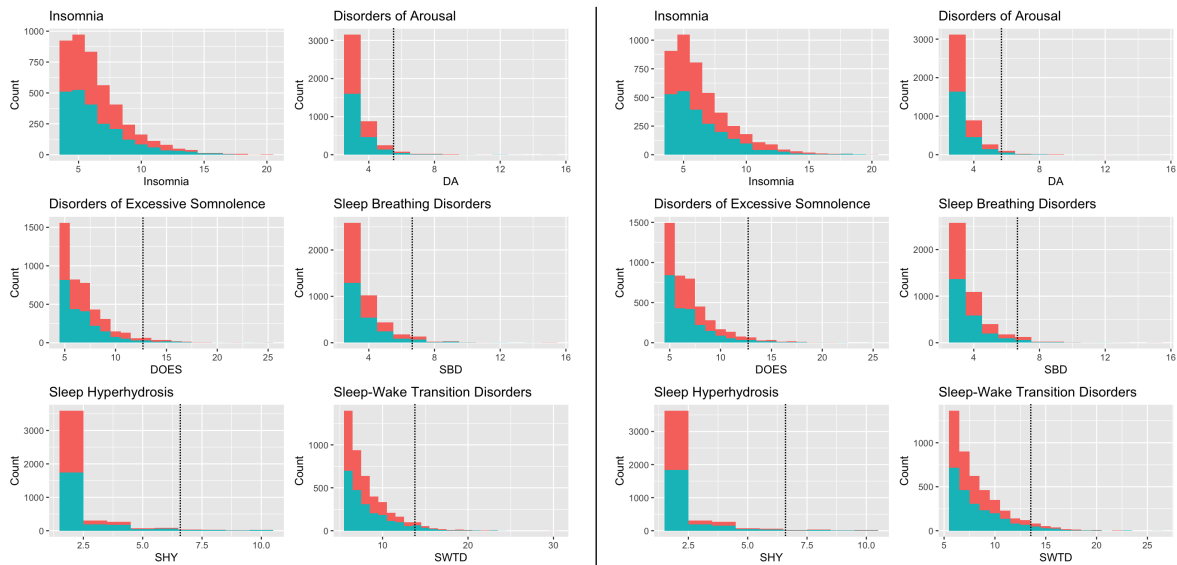 Insomnia
Count
1000
750
500
250
0
5
10
15
20
Insomnia
Disorders of Arousal
Count
3000
2000
1000
0
4
8
12
16
DA
Disorders of Excessive Somnolence
Count
1500
1000
500
0
5
10
15
20
25
DOES
Sleep Breathing Disorders
Count
2000
1000
0
4
8
12
16
SBD
Sleep Hyperhydrosis
Count
3000
2000
1000
0
2.5
5.0
7.5
10.0
SHY
Sleep-Wake Transition Disorders
Count
1000
500
0
10
20
30
SWTD
Insomnia
Count
1000
750
500
250
0
5
10
15
20
Insomnia
Disorders of Arousal
Count
3000
2000
1000
0
4
8
12
16
DA
Disorders of Excessive Somnolence
Count
1500
1000
500
0
5
10
15
20
25
DOES
Sleep Breathing Disorders
Count
2000
1000
0
4
8
12
16
SBD
Sleep Hyperhydrosis
Count
3000
2000
1000
0
2.5
5.0
7.5
10.0
SHY
Sleep-Wake Transition Disorders
Count
1000
500
0
5
10
15
20
25
SWTD